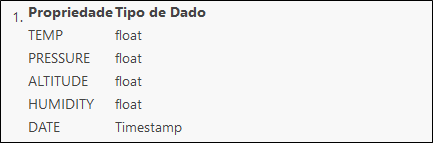 1. Propriedade Tipo de Dado
TEMP float
PRESSURE float
ALTITUDE float
HUMIDITY float
DATE Timestamp